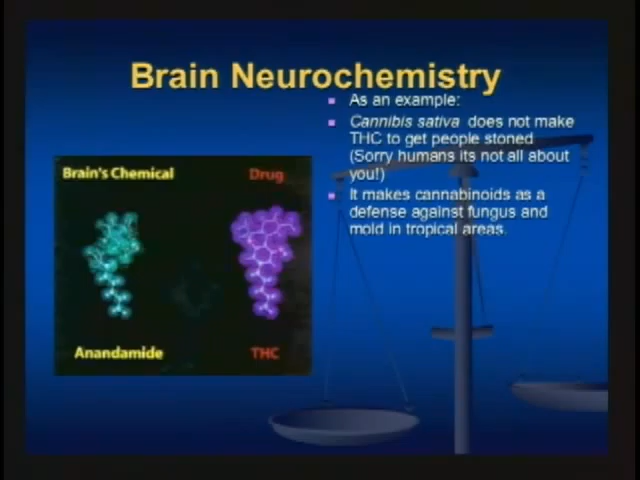 Brain Neurochemistry
As an example:
Cannibis sativa does not make
THC to get people stoned
(Sorry humans its not all about
you!)
It makes cannabinoids as a
defense against fungus and
mold in tropical areas.
Brain's Chemical
Drug
Anandamide
THC